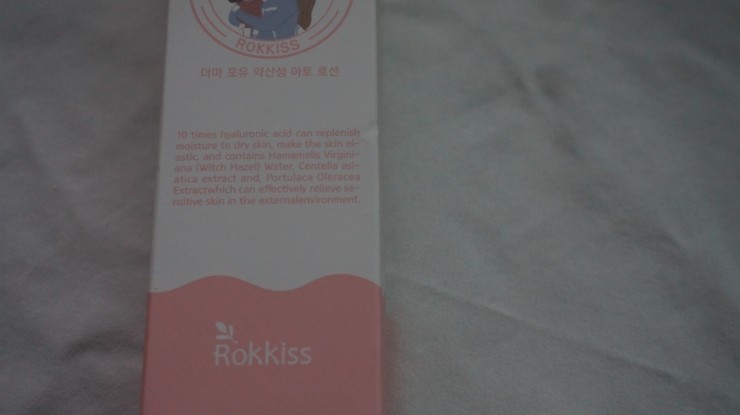 ROKKISS
더마 포유 약산성 아토 로션
10 times hyaluronic acid can replenish
moisture to dry skin, make the skin el-
astic, and contains Hamamelis Virgini-
ana (Witch Hazel) Water, Centella asi-
atica extract and, Portulaca Oleracea
Extractwhich can effectively relieve se-
nsitive skin in the externalenvironment.
Rokkiss